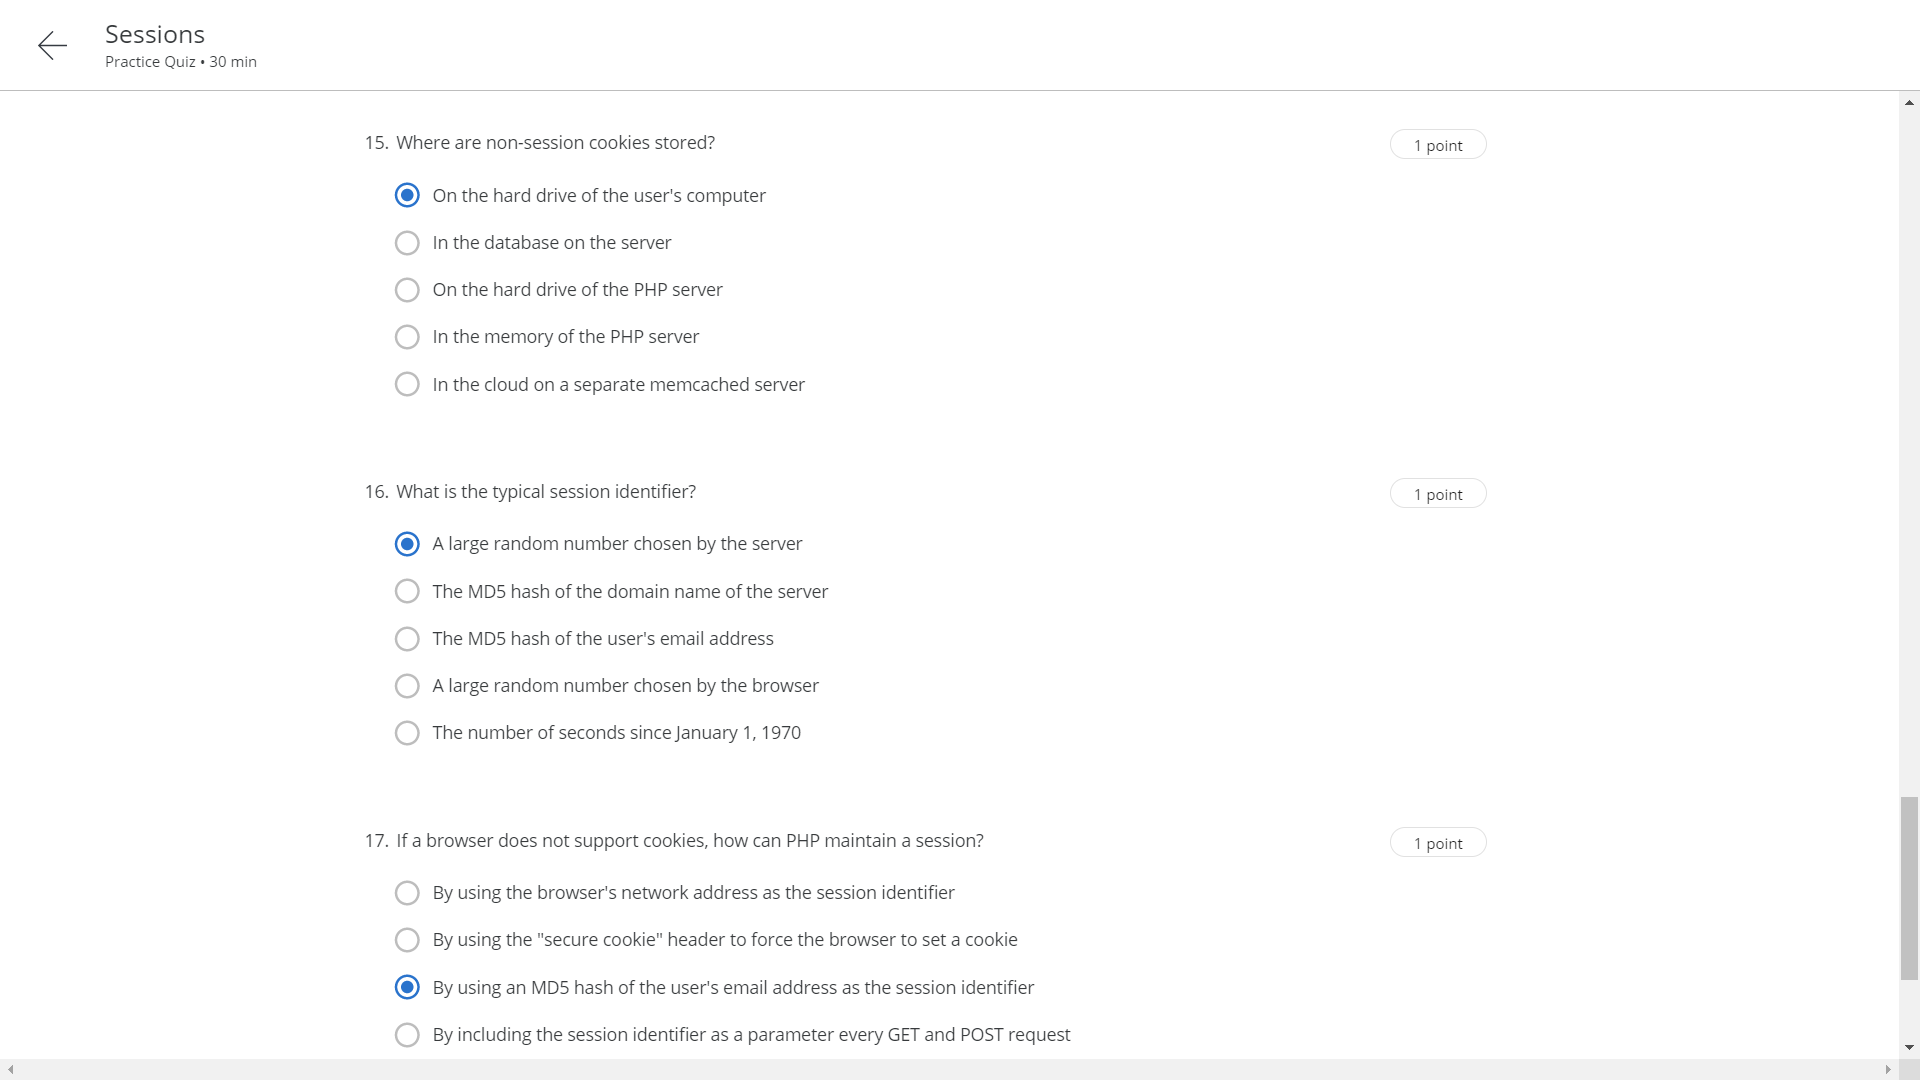 Sessions
Practice Quiz • 30 min
15. Where are non-session cookies stored?
1 point
On the hard drive of the user's computer
In the database on the server
On the hard drive of the PHP server
In the memory of the PHP server
In the cloud on a separate memcached server
16. What is the typical session identifier?
1 point
A large random number chosen by the server
The MD5 hash of the domain name of the server
The MD5 hash of the user's email address
A large random number chosen by the browser
The number of seconds since January 1, 1970
17. If a browser does not support cookies, how can PHP maintain a session?
1 point
By using the browser's network address as the session identifier
By using the "secure cookie" header to force the browser to set a cookie
By using an MD5 hash of the user's email address as the session identifier
By including the session identifier as a parameter every GET and POST request